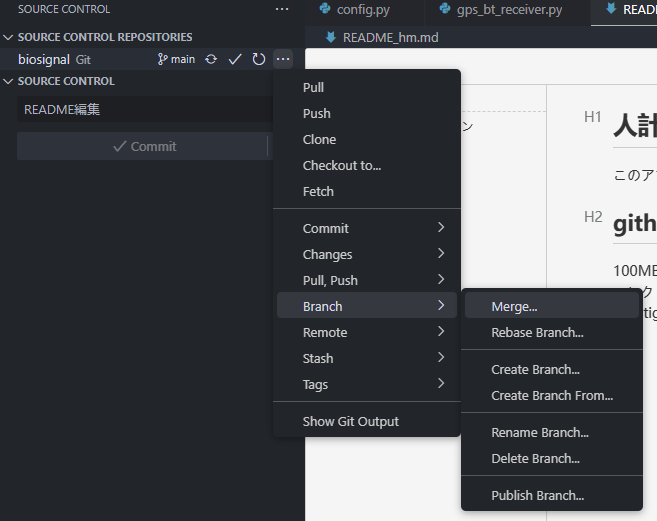 SOURCE CONTROL
config.py
gps_bt_receiver.py
README_hm.md
SOURCE CONTROL REPOSITORIES
biosignal Git
main
SOURCE CONTROL
README編集
Commit
Pull
Push
Clone
Checkout to...
Fetch
Commit
Changes
Pull, Push
Branch
Remote
Stash
Tags
Show Git Output
Merge...
Rebase Branch...
Create Branch...
Create Branch From...
Rename Branch...
Delete Branch...
Publish Branch...
ン
H1
人計
このア
H2
gith
100ME